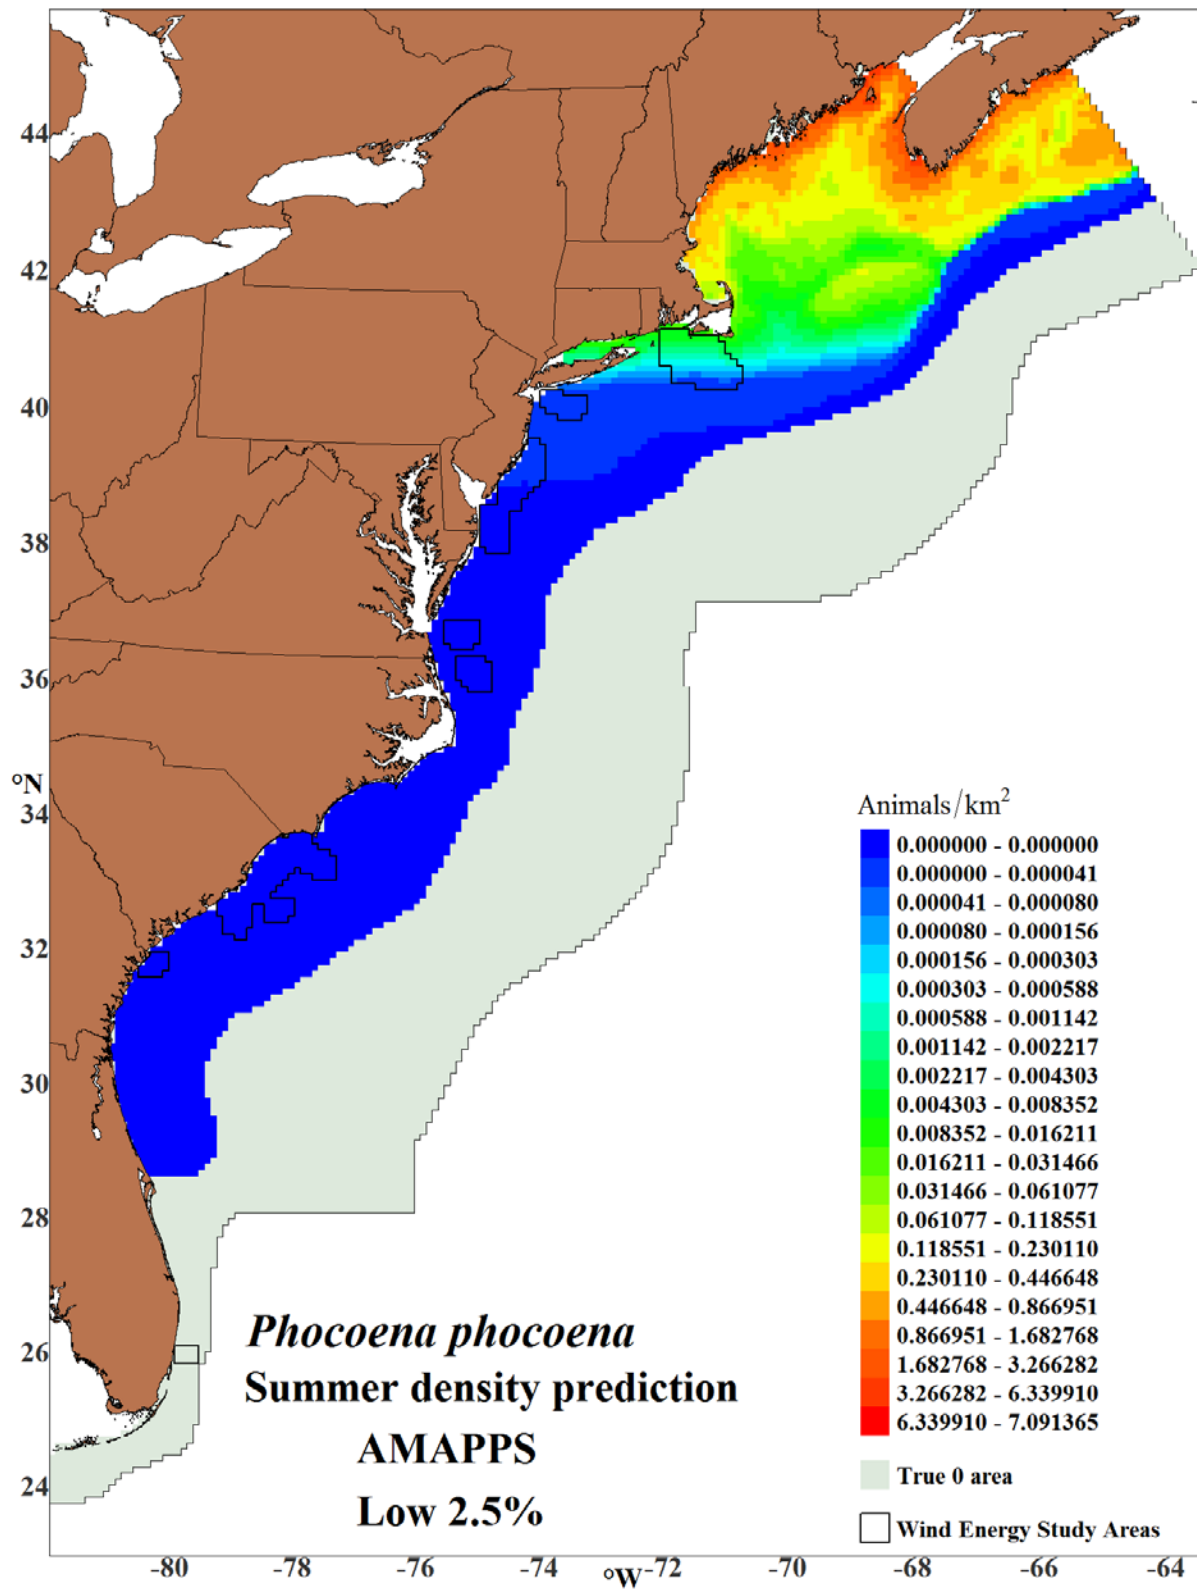 44
42
40
38
36
°N
34
32
30
28
26
24
-80
-78
-76
-74
°W
-72
-70
-68
-66
-64
Animals/km²
0.000000 - 0.000000
0.000000 - 0.000041
0.000041 - 0.000080
0.000080 - 0.000156
0.000156 - 0.000303
0.000303 - 0.000588
0.000588 - 0.001142
0.001142 - 0.002217
0.002217 - 0.004303
0.004303 - 0.008352
0.008352 - 0.016211
0.016211 - 0.031466
0.031466 - 0.061077
0.061077 - 0.118551
0.118551 - 0.230110
0.230110 - 0.446648
0.446648 - 0.866951
0.866951 - 1.682768
1.682768 - 3.266282
3.266282 - 6.339910
6.339910 - 7.091365
True 0 area
Wind Energy Study Areas
Phocoena phocoena
Summer density prediction
AMAPPS
Low 2.5%